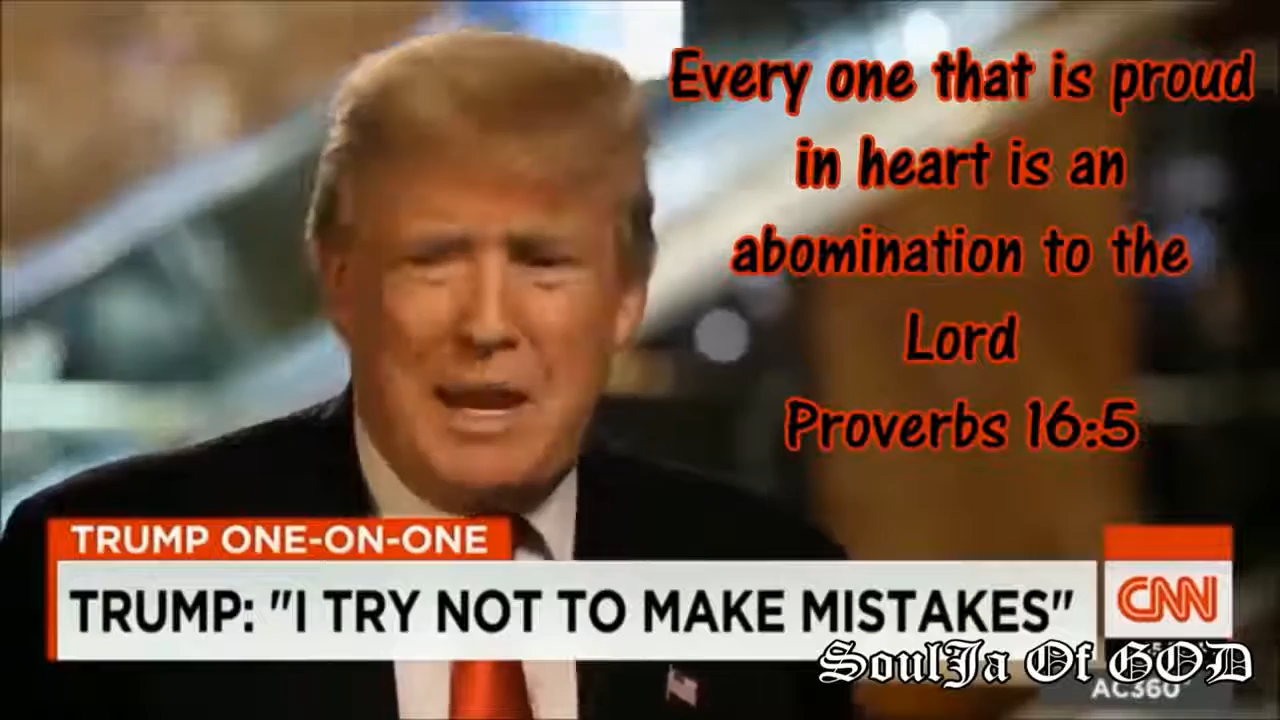 Every one that is proud
in heart is an
abomination to the
Lord
Proverbs 16:5
TRUMP ONE-ON-ONE
TRUMP: "I TRY NOT TO MAKE MISTAKES"
CNN
SoulJa Of GOD
AC360°